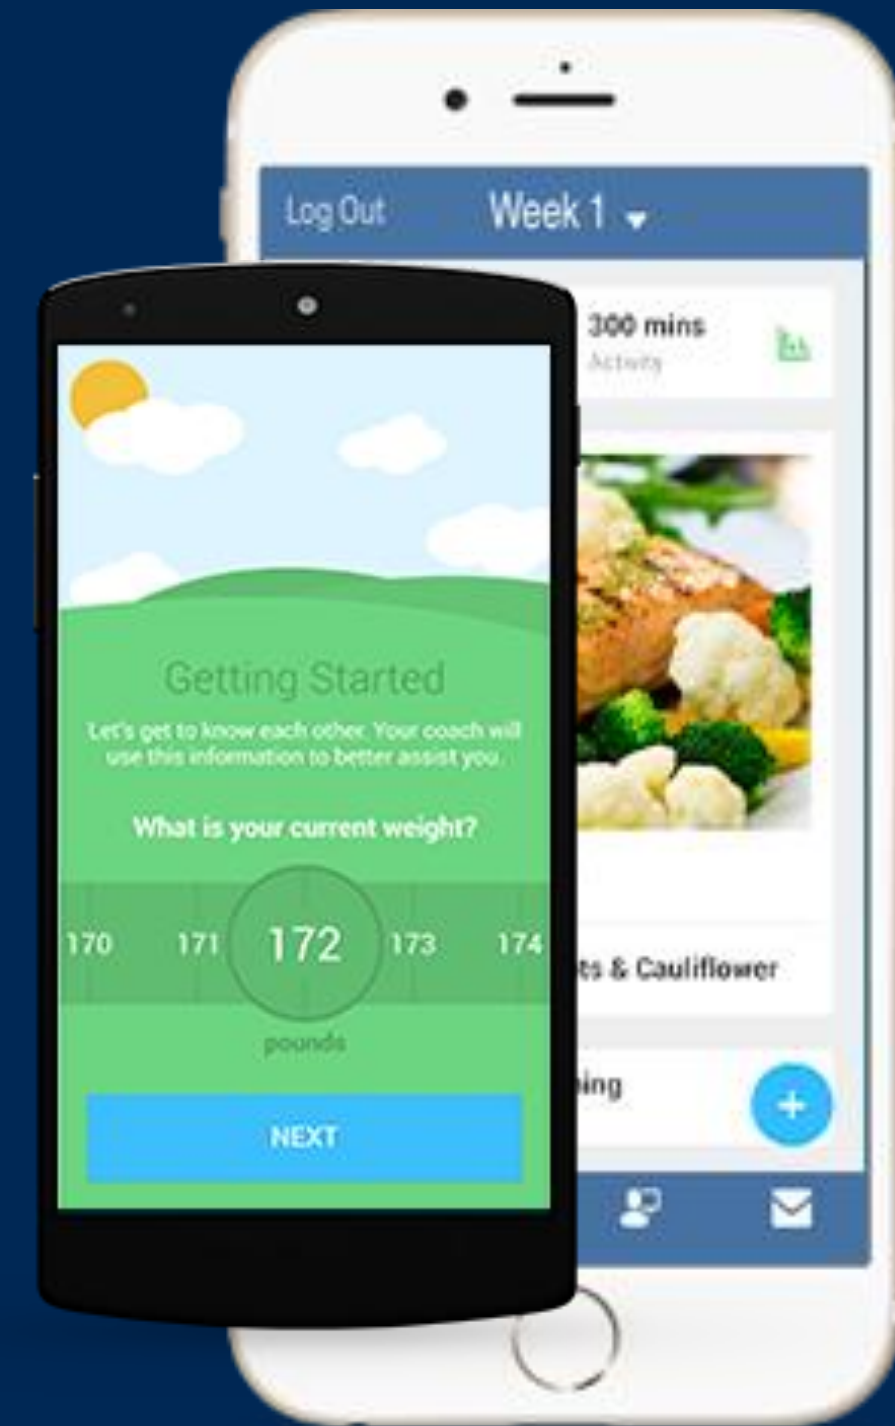 Log Out
Week 1
300 mins
Activity
Getting Started
Let's get to know each other. Your coach will
use this information to better assist you.
What is your current weight?
170 171 172 173 174
pounds
NEXT
ts & Cauliflower
ing